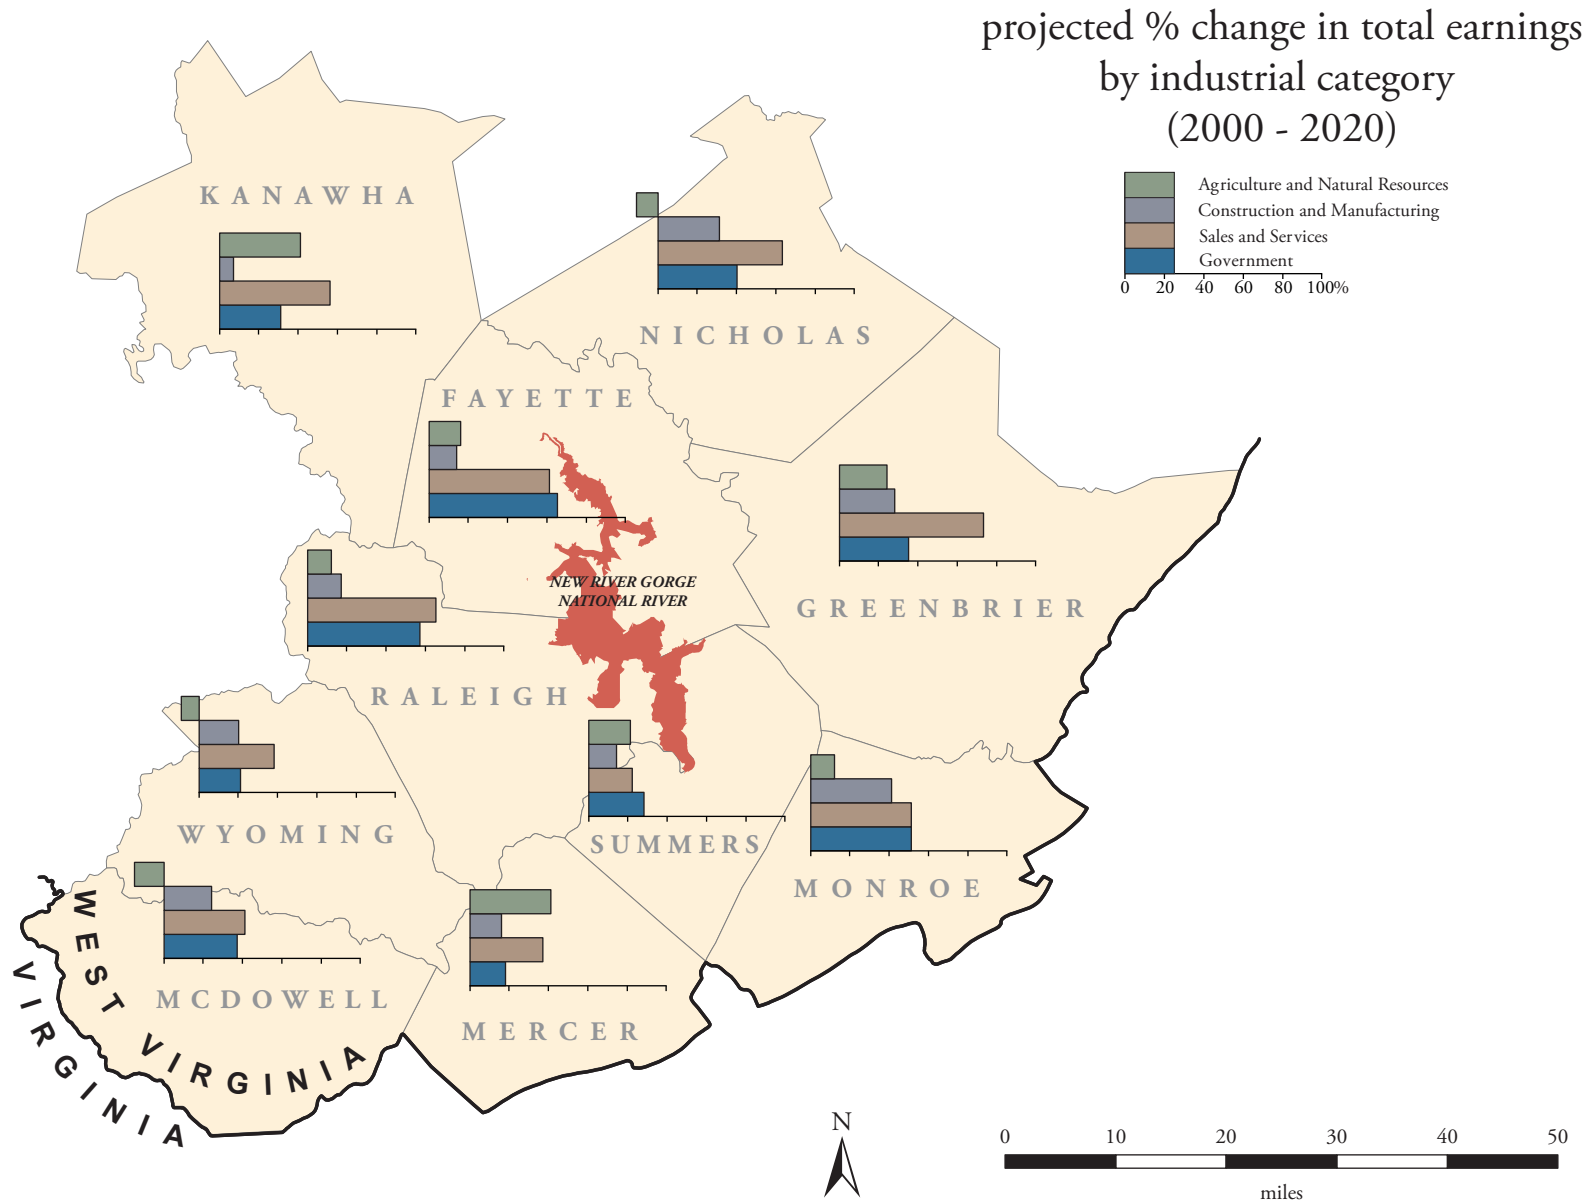 projected % change in total earnings
by industrial category
(2000 - 2020)
Agriculture and Natural Resources
Construction and Manufacturing
Sales and Services
Government
0 20 40 60 80 100%
KANAWHA
NICHOLAS
FAYETTE
NEW RIVER GORGE
NATIONAL RIVER
GREENBRIER
RALEIGH
WYOMING
SUMMERS
MONROE
MCDOWELL
MERCER
WEST VIRGINIA
VIRGINIA
N
0 10 20 30 40 50
miles